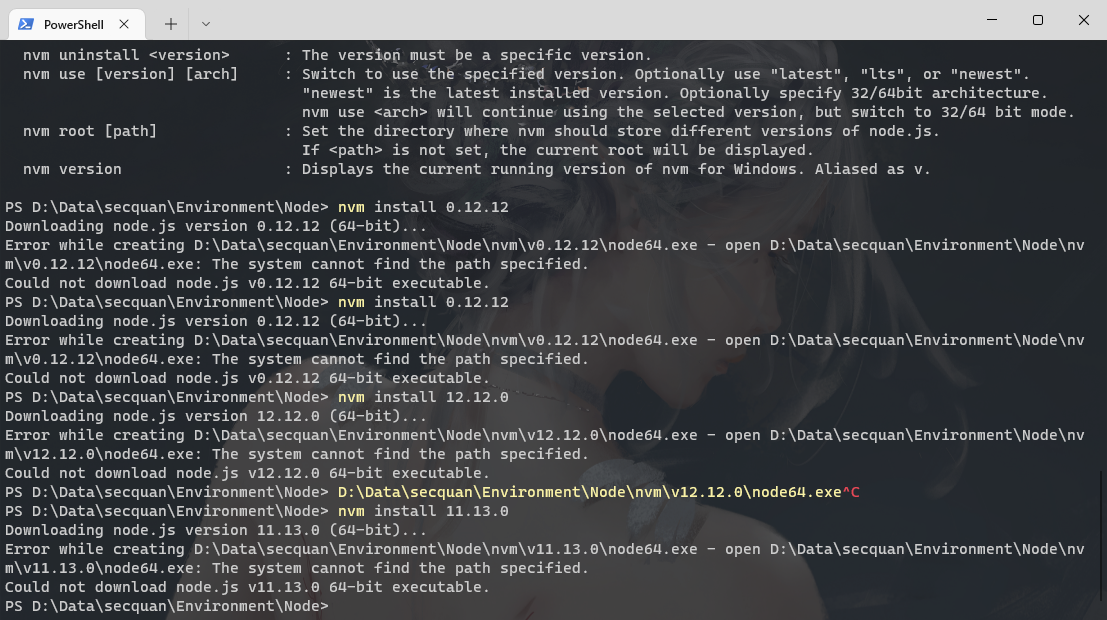 PowerShell
nvm uninstall <version>      : The version must be a specific version.
nvm use [version] [arch]     : Switch to use the specified version. Optionally use "latest", "lts", or "newest".
"newest" is the latest installed version. Optionally specify 32/64bit architecture.
nvm use <arch> will continue using the selected version, but switch to 32/64 bit mode.
nvm root [path]              : Set the directory where nvm should store different versions of node.js.
If <path> is not set, the current root will be displayed.
nvm version                  : Displays the current running version of nvm for Windows. Aliased as v.
PS D:\Data\secquan\Environment\Node> nvm install 0.12.12
Downloading node.js version 0.12.12 (64-bit)...
Error while creating D:\Data\secquan\Environment\Node\nvm\v0.12.12\node64.exe - open D:\Data\secquan\Environment\Node\nv
m\v0.12.12\node64.exe: The system cannot find the path specified.
Could not download node.js v0.12.12 64-bit executable.
PS D:\Data\secquan\Environment\Node> nvm install 0.12.12
Downloading node.js version 0.12.12 (64-bit)...
Error while creating D:\Data\secquan\Environment\Node\nvm\v0.12.12\node64.exe - open D:\Data\secquan\Environment\Node\nv
m\v0.12.12\node64.exe: The system cannot find the path specified.
Could not download node.js v0.12.12 64-bit executable.
PS D:\Data\secquan\Environment\Node> nvm install 12.12.0
Downloading node.js version 12.12.0 (64-bit)...
Error while creating D:\Data\secquan\Environment\Node\nvm\v12.12.0\node64.exe - open D:\Data\secquan\Environment\Node\nv
m\v12.12.0\node64.exe: The system cannot find the path specified.
Could not download node.js v12.12.0 64-bit executable.
PS D:\Data\secquan\Environment\Node> D:\Data\secquan\Environment\Node\nvm\v12.12.0\node64.exe^C
PS D:\Data\secquan\Environment\Node> nvm install 11.13.0
Downloading node.js version 11.13.0 (64-bit)...
Error while creating D:\Data\secquan\Environment\Node\nvm\v11.13.0\node64.exe - open D:\Data\secquan\Environment\Node\nv
m\v11.13.0\node64.exe: The system cannot find the path specified.
Could not download node.js v11.13.0 64-bit executable.
PS D:\Data\secquan\Environment\Node>